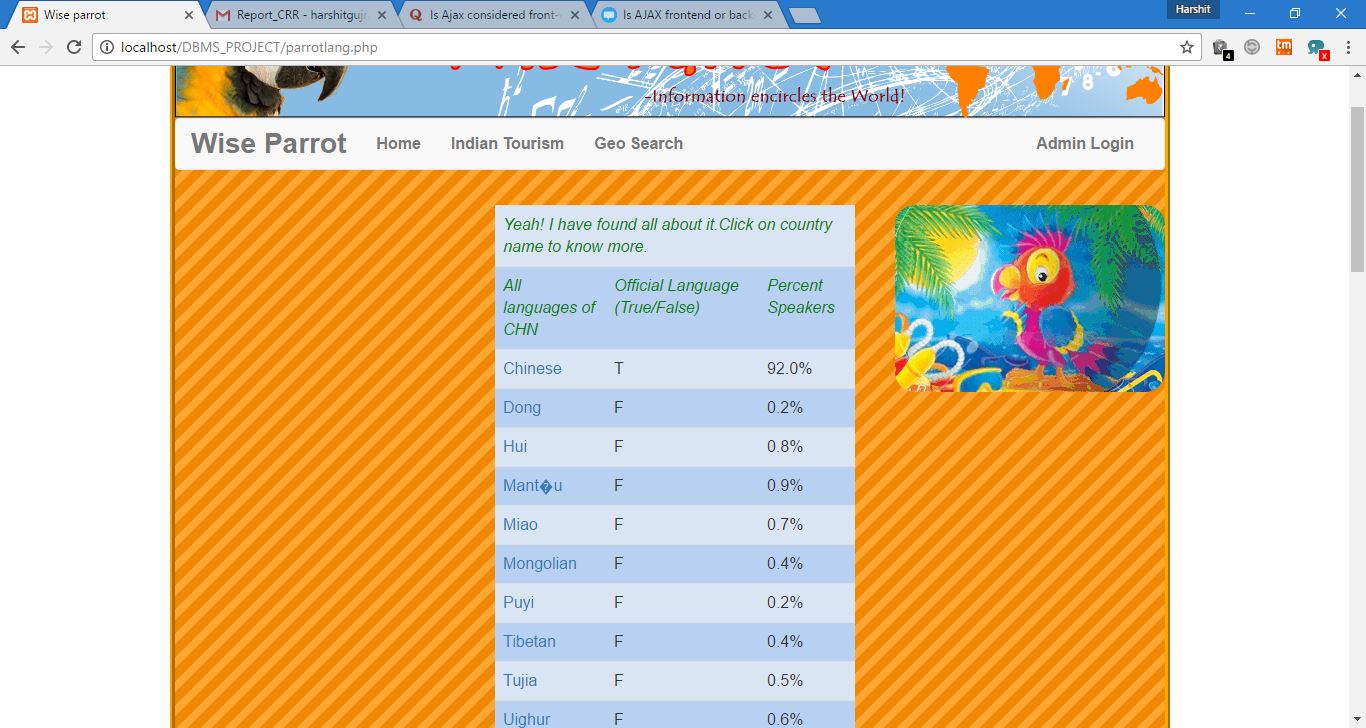 Wise parrot
Report_CRR - harshitgujr
Is Ajax considered front-
Is AJAX frontend or back
Harshit
localhost/DBMS_PROJECT/parrotlang.php
4
x
tm
-Information encircles the World!
Wise Parrot Home Indian Tourism Geo Search Admin Login
Yeah! I have found all about it.Click on country
name to know more.
All
languages of
CHN
Official Language
(True/False)
Percent
Speakers
Chinese T 92.0%
Dong F 0.2%
Hui F 0.8%
Mant�u F 0.9%
Miao F 0.7%
Mongolian F 0.4%
Puyi F 0.2%
Tibetan F 0.4%
Tujia F 0.5%
Uighur F 0.6%